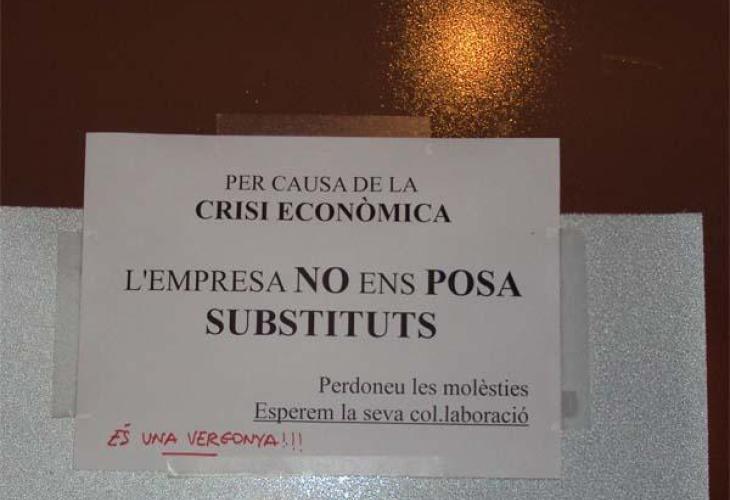 PER CAUSA DE LA
CRISI ECONÒMICA
L'EMPRESA NO ENS POSA
SUBSTITUTS
Perdoneu les molèsties
Esperem la seva col.laboració
ÉS UNA VERGONYA!!!